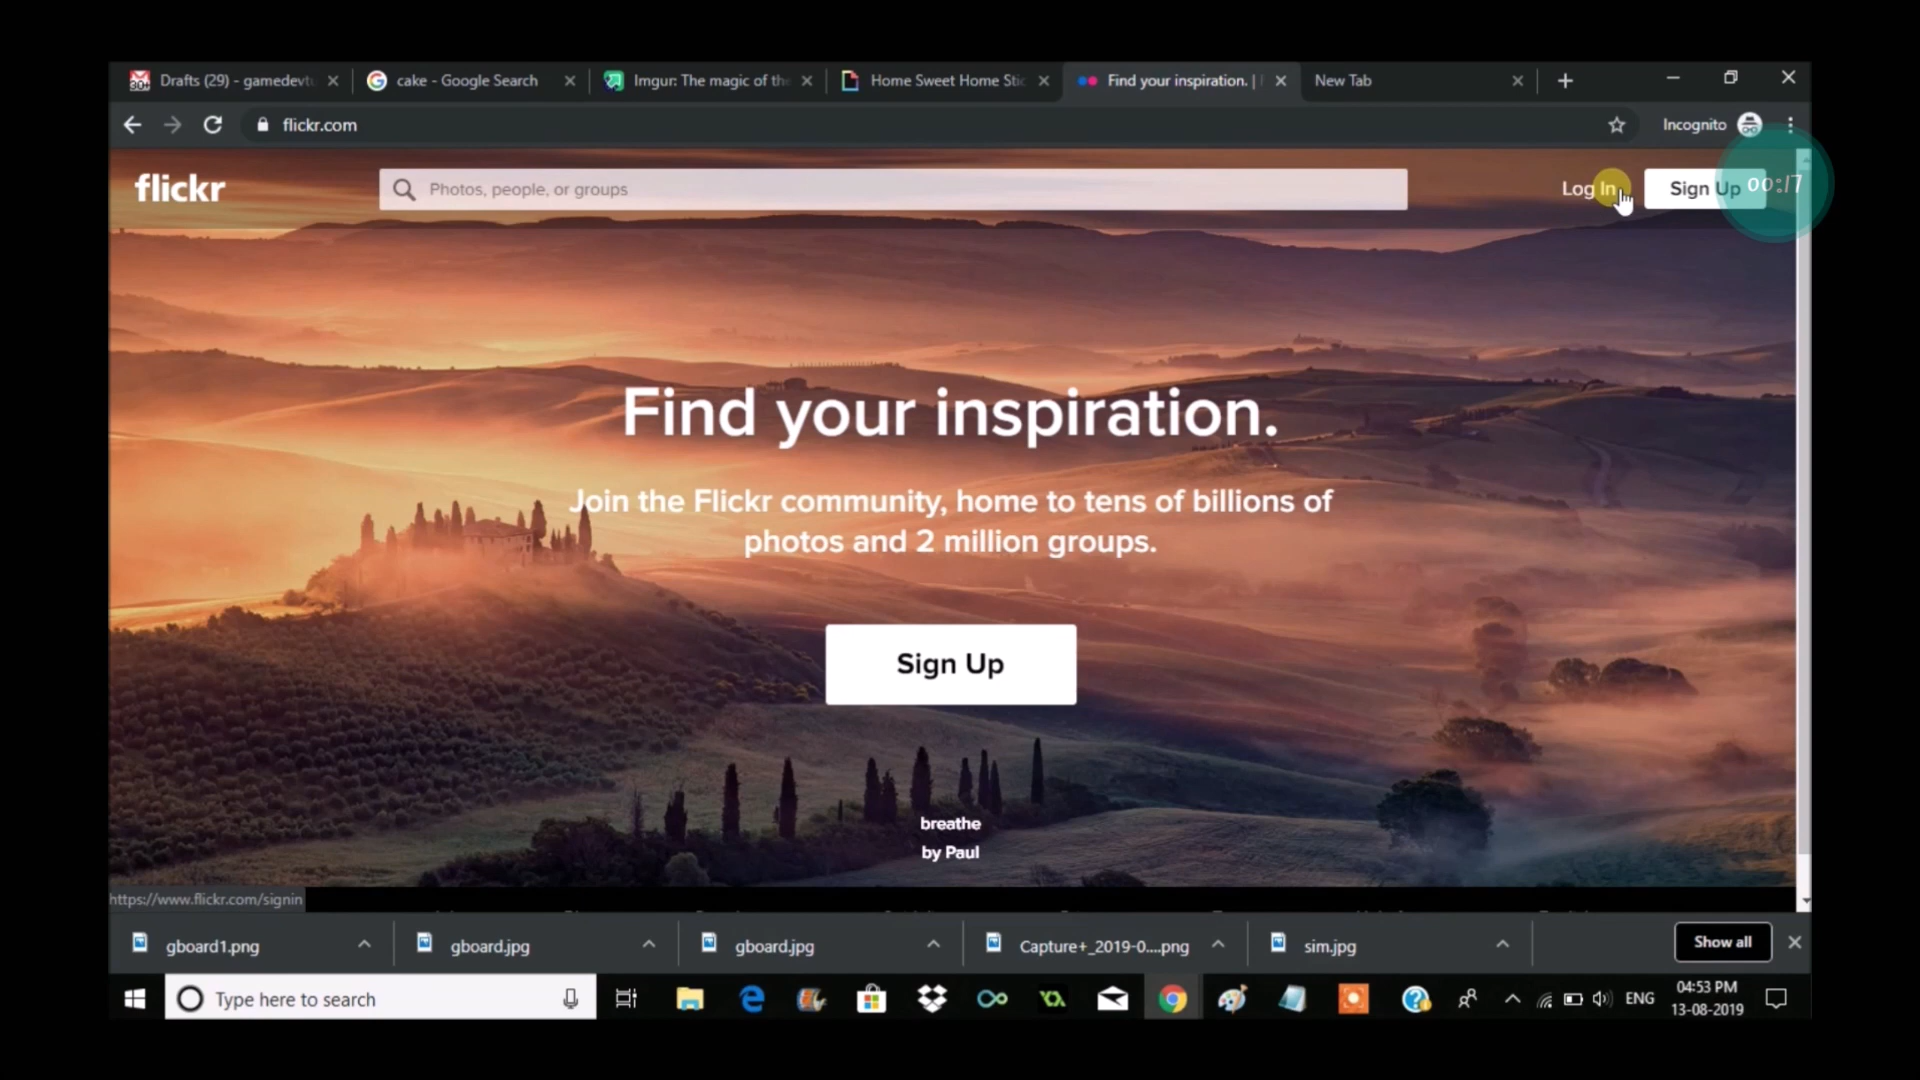 Drafts (29) - gamedevtu
cake - Google Search
Imgur: The magic of the
Home Sweet Home Stic
Find your inspiration. |
New Tab
flickr.com
Incognito
flickr
Photos, people, or groups
Log In
Sign Up
00:17
Find your inspiration.
Join the Flickr community, home to tens of billions of
photos and 2 million groups.
Sign Up
breathe
by Paul
https://www.flickr.com/signin
gboard1.png
gboard.jpg
gboard.jpg
Capture+_2019-0....png
sim.jpg
Show all
Type here to search
ENG
04:53 PM
13-08-2019